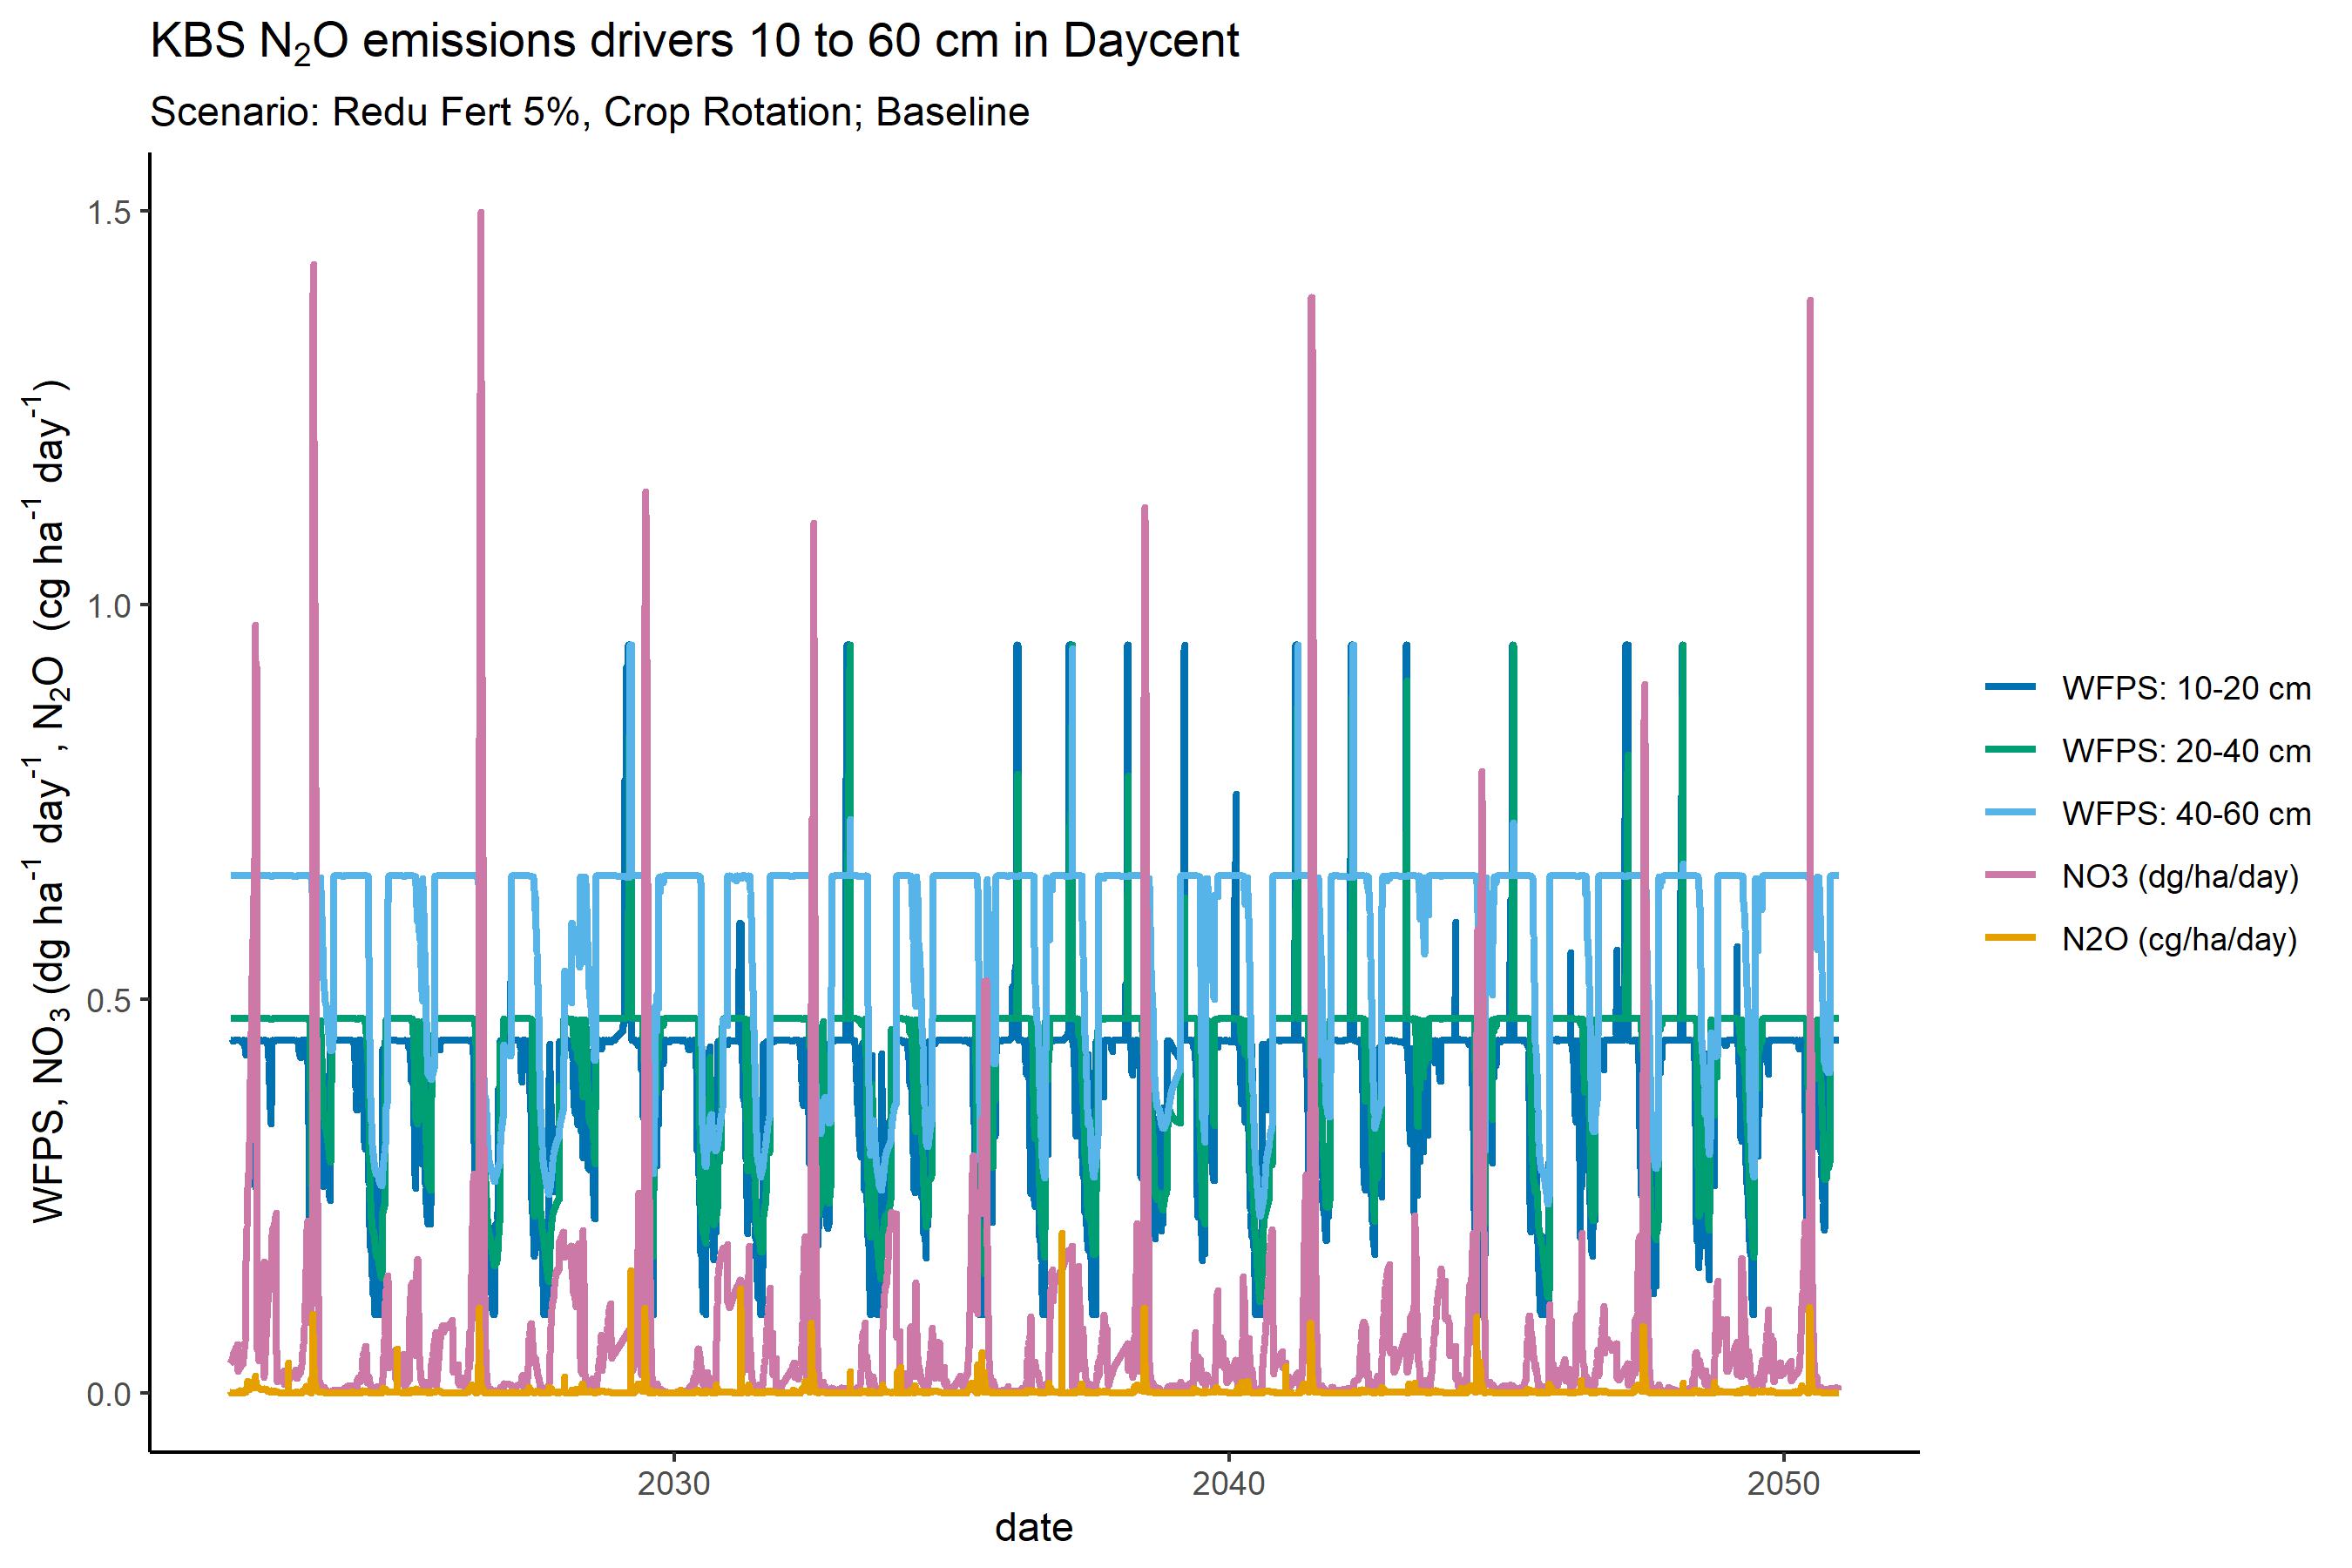 KBS N₂O emissions drivers 10 to 60 cm in Daycent
Scenario: Redu Fert 5%, Crop Rotation; Baseline
WFPS, NO₃ (dg ha⁻¹ day⁻¹, N₂O (cg ha⁻¹ day⁻¹)
1.5
1.0
0.5
0.0
2030
2040
2050
date
WFPS: 10-20 cm
WFPS: 20-40 cm
WFPS: 40-60 cm
NO3 (dg/ha/day)
N2O (cg/ha/day)